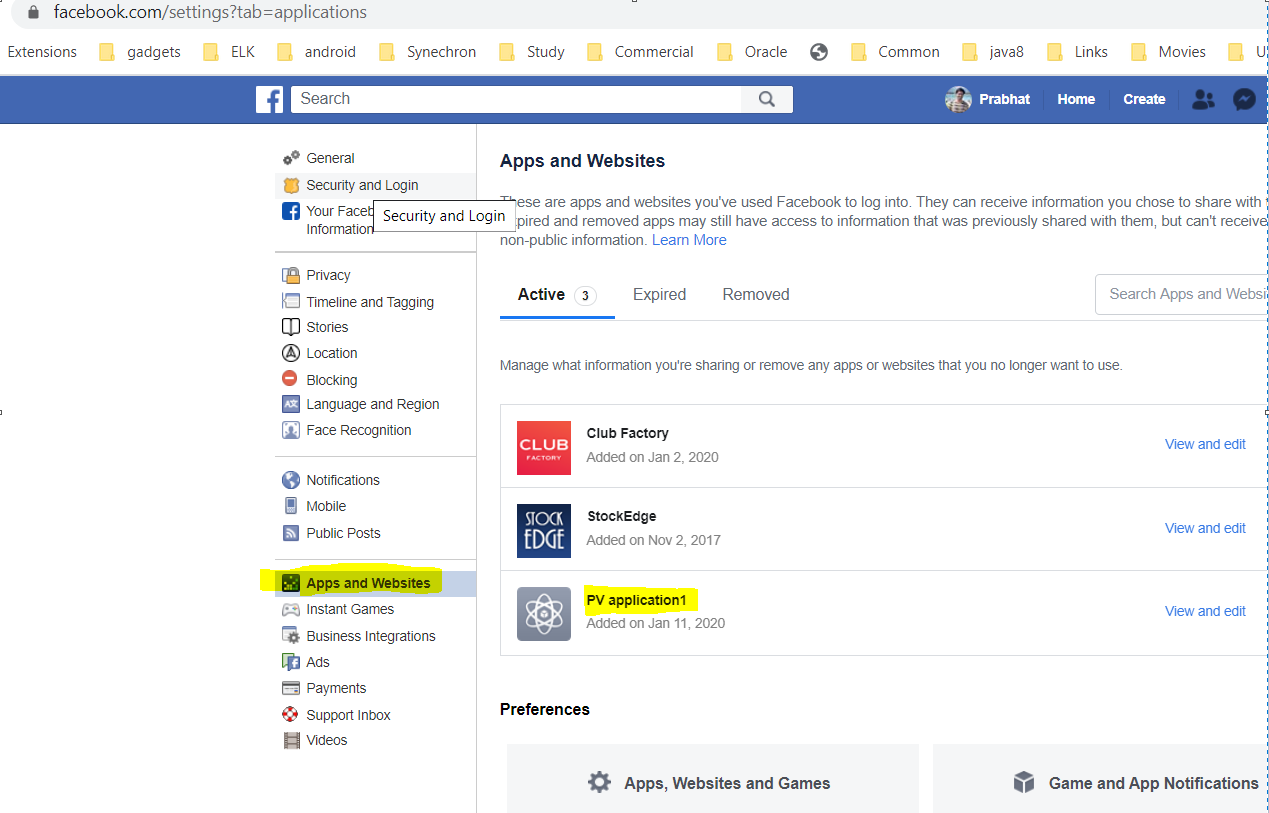 facebook.com/settings?tab=applications
Extensions gadgets ELK android Synechron Study Commercial Oracle Common java8 Links Movies
Search Prabhat Home Create
General
Security and Login
Your Faceb
Information
Security and Login
Privacy
Timeline and Tagging
Stories
Location
Blocking
Language and Region
Face Recognition
Notifications
Mobile
Public Posts
Apps and Websites
Instant Games
Business Integrations
Ads
Payments
Support Inbox
Videos
Apps and Websites
These are apps and websites you've used Facebook to log into. They can receive information you chose to share with
xpired and removed apps may still have access to information that was previously shared with them, but can't receive
non-public information. Learn More
Active 3 Expired Removed Search Apps and Websi
Manage what information you're sharing or remove any apps or websites that you no longer want to use.
CLUB
FACTORY
Club Factory
Added on Jan 2, 2020
View and edit
STOCK
EDGE
StockEdge
Added on Nov 2, 2017
View and edit
PV application1
Added on Jan 11, 2020
View and edit
Preferences
Apps, Websites and Games
Game and App Notifications